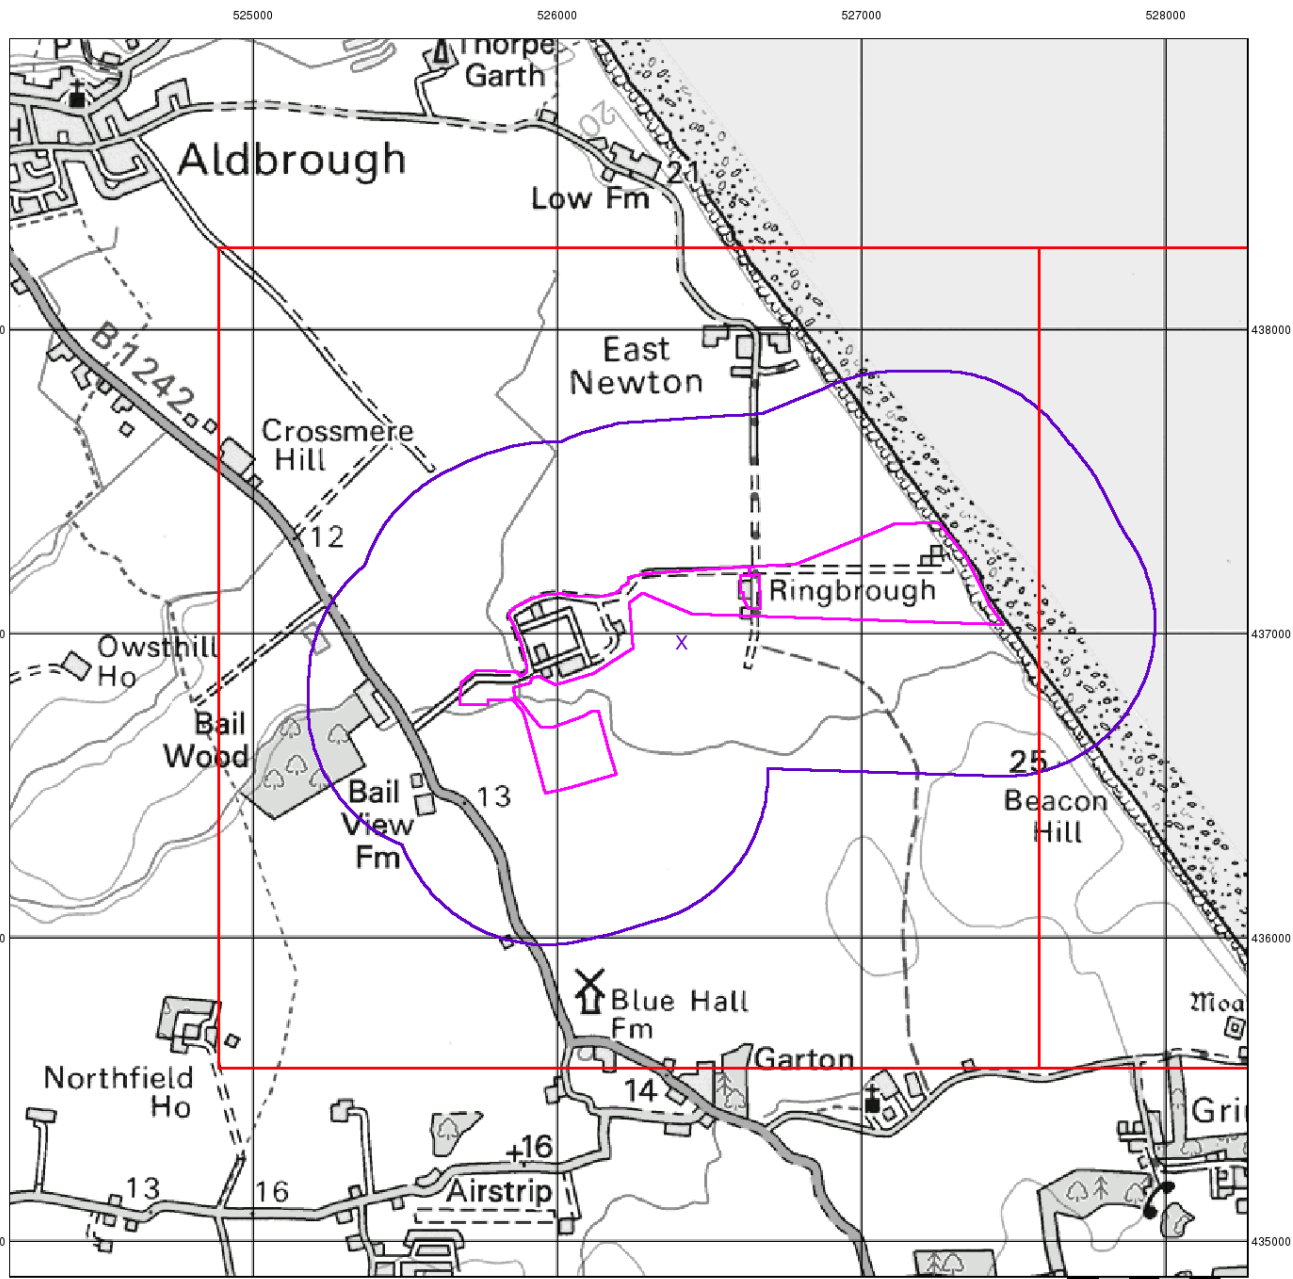 525000
526000
527000
528000
P
Thorpe
Garth
H
Aldbrough
20
21
Low Fm
438000
B 1242
East
Newton
Crossmere
Hill
12
Ringbrough
437000
X
Owsthill
Ho
Bail
Wood
25
Beacon
Hill
13
Bail
View
Fm
436000
Blue Hall
Fm
Moa
Garton
14
Northfield
Ho
Gri
+16
13
16
Airstrip
435000